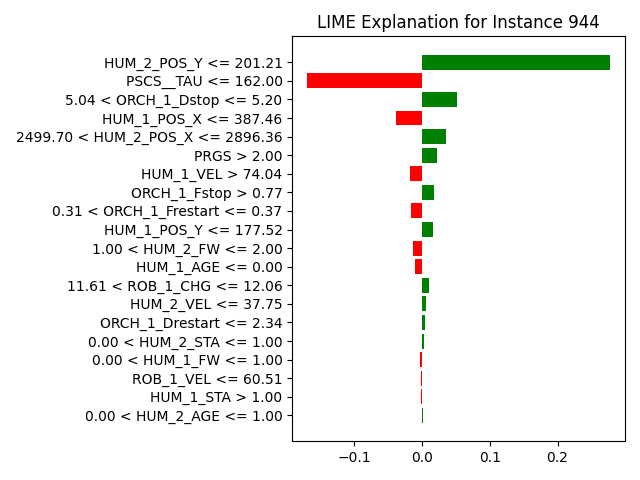 LIME Explanation for Instance 944
HUM_2_POS_Y <= 201.21
PSCS__TAU <= 162.00
5.04 < ORCH_1_Dstop <= 5.20
HUM_1_POS_X <= 387.46
2499.70 < HUM_2_POS_X <= 2896.36
PRGS > 2.00
HUM_1_VEL > 74.04
ORCH_1_Fstop > 0.77
0.31 < ORCH_1_Frestart <= 0.37
HUM_1_POS_Y <= 177.52
1.00 < HUM_2_FW <= 2.00
HUM_1_AGE <= 0.00
11.61 < ROB_1_CHG <= 12.06
HUM_2_VEL <= 37.75
ORCH_1_Drestart <= 2.34
0.00 < HUM_2_STA <= 1.00
0.00 < HUM_1_FW <= 1.00
ROB_1_VEL <= 60.51
HUM_1_STA > 1.00
0.00 < HUM_2_AGE <= 1.00
−0.1 0.0 0.1 0.2